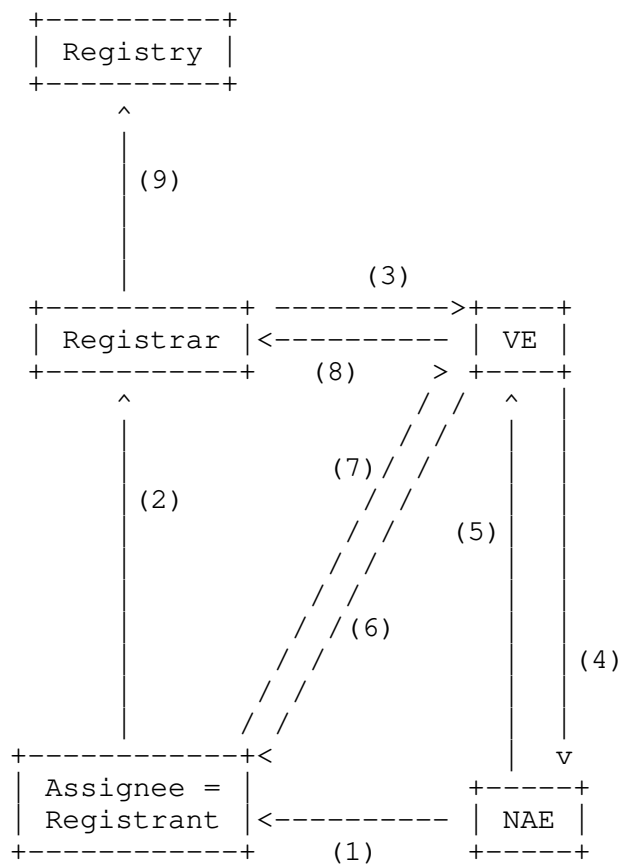 Registry
(9)
(3)
Registrar
VE
(8)
(7)
(2)
(5)
(6)
(4)
Assignee =
Registrant
NAE
(1)